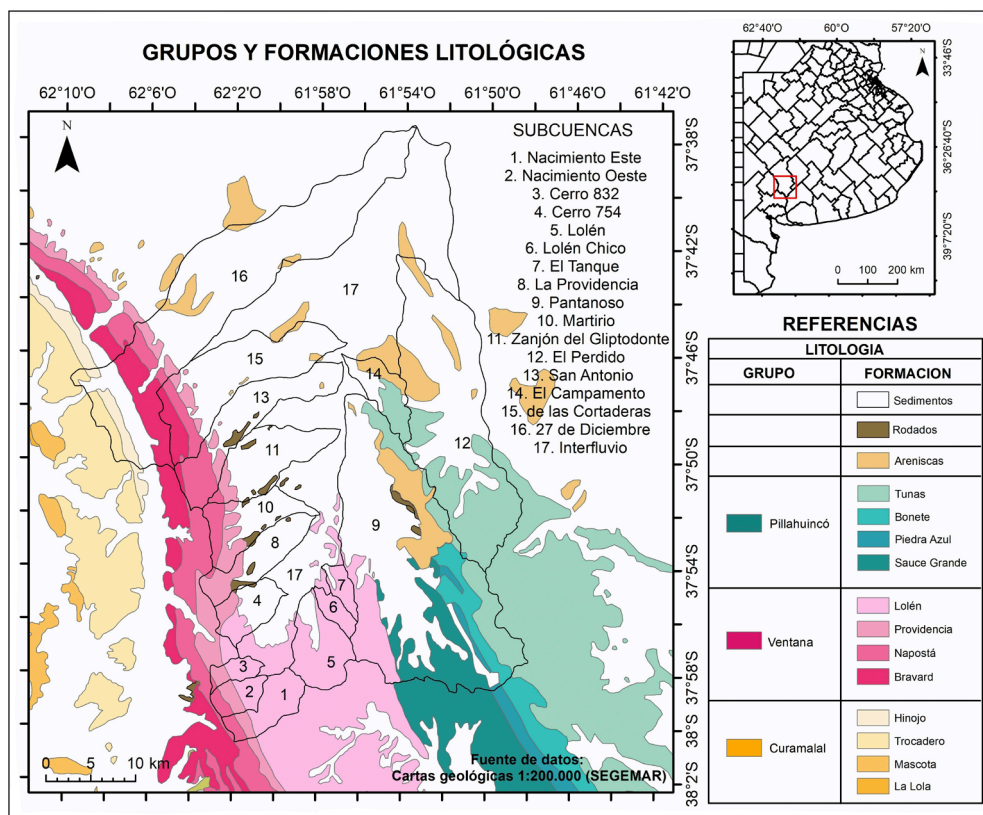 GRUPOS Y FORMACIONES LITOLÓGICAS
62°10'O 62°6'O 62°2'O 61°58'O 61°54'O 61°50'O 61°46'O 61°42'O
N
SUBCUENCAS
1. Nacimiento Este
2. Nacimiento Oeste
3. Cerro 832
4. Cerro 754
5. Lolén
6. Lolén Chico
7. El Tanque
8. La Providencia
9. Pantanoso
10. Martirio
11. Zanjón del Gliptodonte
12. El Perdido
13. San Antonio
14. El Campamento
15. de las Cortaderas
16. 27 de Diciembre
17. Interfluvio
16
17
15
14
13
12
11
10
9
8
17
7
4
6
5
3
2
1
37°38'S
37°42'S
37°46'S
37°50'S
37°54'S
37°58'S
38°S
38°2'S
0 5 10 km
Fuente de datos:
Cartas geológicas 1:200.000 (SEGEMAR)
62°40'O 60°O 57°20'O
N
33°46'S
36°26'40"S
39°7'20"S
0 100 200 km
REFERENCIAS
LITOLOGIA
GRUPO FORMACION
Sedimentos
Rodados
Areniscas
Pillahuincó
Tunas
Bonete
Piedra Azul
Sauce Grande
Ventana
Lolén
Providencia
Napostá
Bravard
Curamalal
Hinojo
Trocadero
Mascota
La Lola